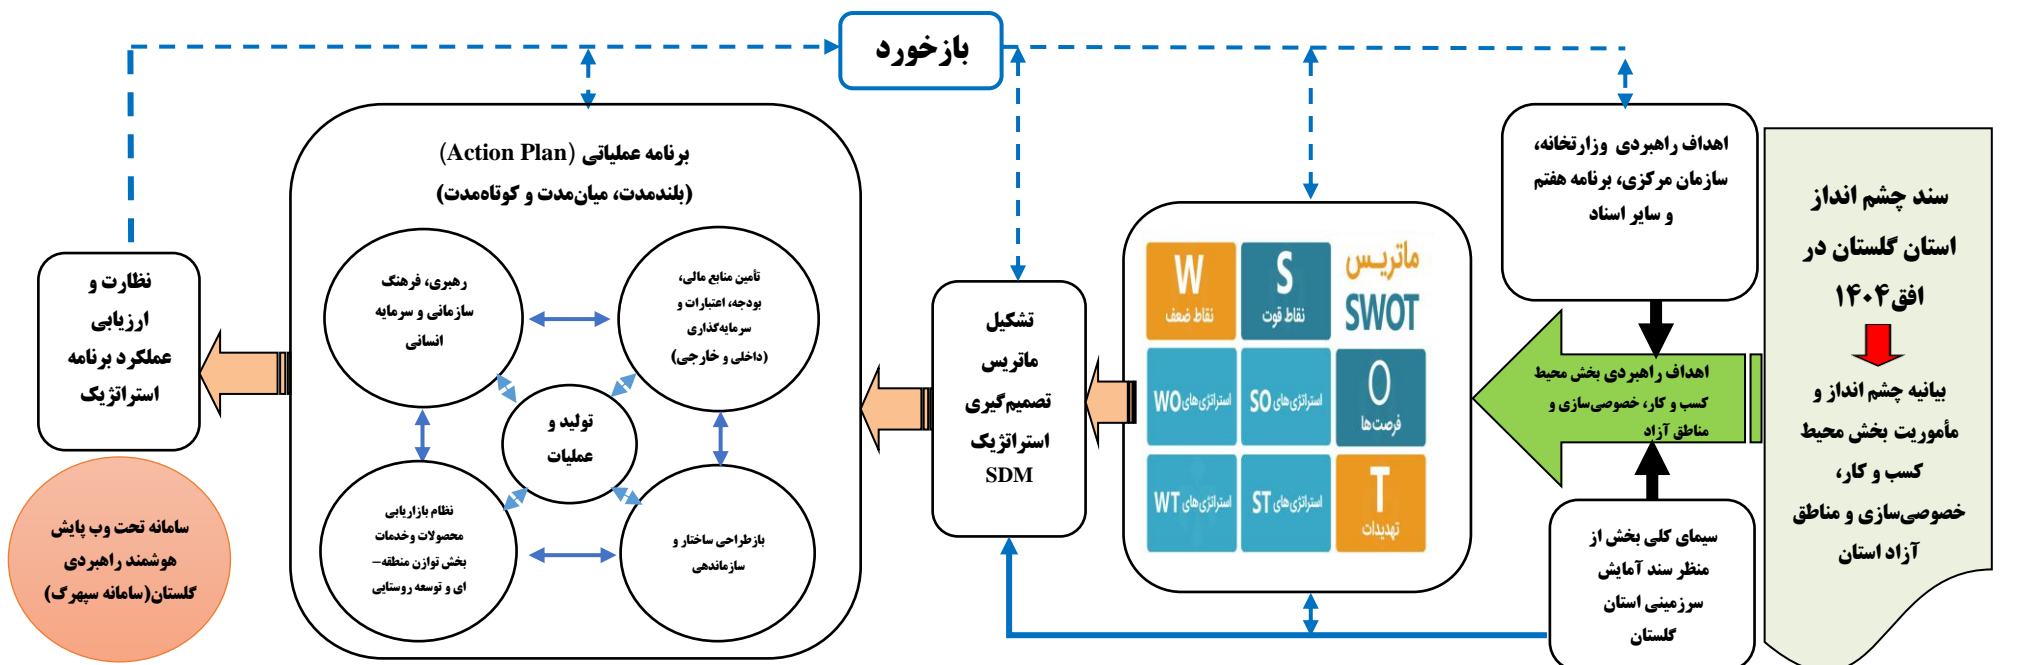 بازخورد
سند چشم انداز
استان گلستان در
افق۱۴۰۴
بیانیه چشم انداز و
مأموریت بخش محیط
کسب و کار،
خصوصی‌سازی و مناطق
آزاد استان
اهداف راهبردی وزارتخانه،
سازمان مرکزی، برنامه هفتم
و سایر اسناد
اهداف راهبردی بخش محیط
کسب و کار، خصوصی‌سازی و
مناطق آزاد
سیمای کلی بخش از
منظر سند آمایش
سرزمینی استان
گلستان
ماتریس
SWOT
S
نقاط قوت
W
نقاط ضعف
O
فرصت‌ها
استراتژی‌های SO
استراتژی‌های WO
T
تهدیدات
استراتژی‌های ST
استراتژی‌های WT
تشکیل
ماتریس
تصمیم‌گیری
استراتژیک
SDM
برنامه عملیاتی (Action Plan)
(بلندمدت، میان‌مدت و کوتاه‌مدت)
تأمین منابع مالی،
بودجه، اعتبارات و
سرمایه‌گذاری
(داخلی و خارجی)
رهبری، فرهنگ
سازمانی و سرمایه
انسانی
تولید و
عملیات
بازطراحی ساختار و
سازماندهی
نظام بازاریابی
محصولات وخدمات
بخش توازن منطقه–
ای و توسعه روستایی
نظارت و
ارزیابی
عملکرد برنامه
استراتژیک
سامانه تحت وب پایش
هوشمند راهبردی
گلستان(سامانه سپهرگ)